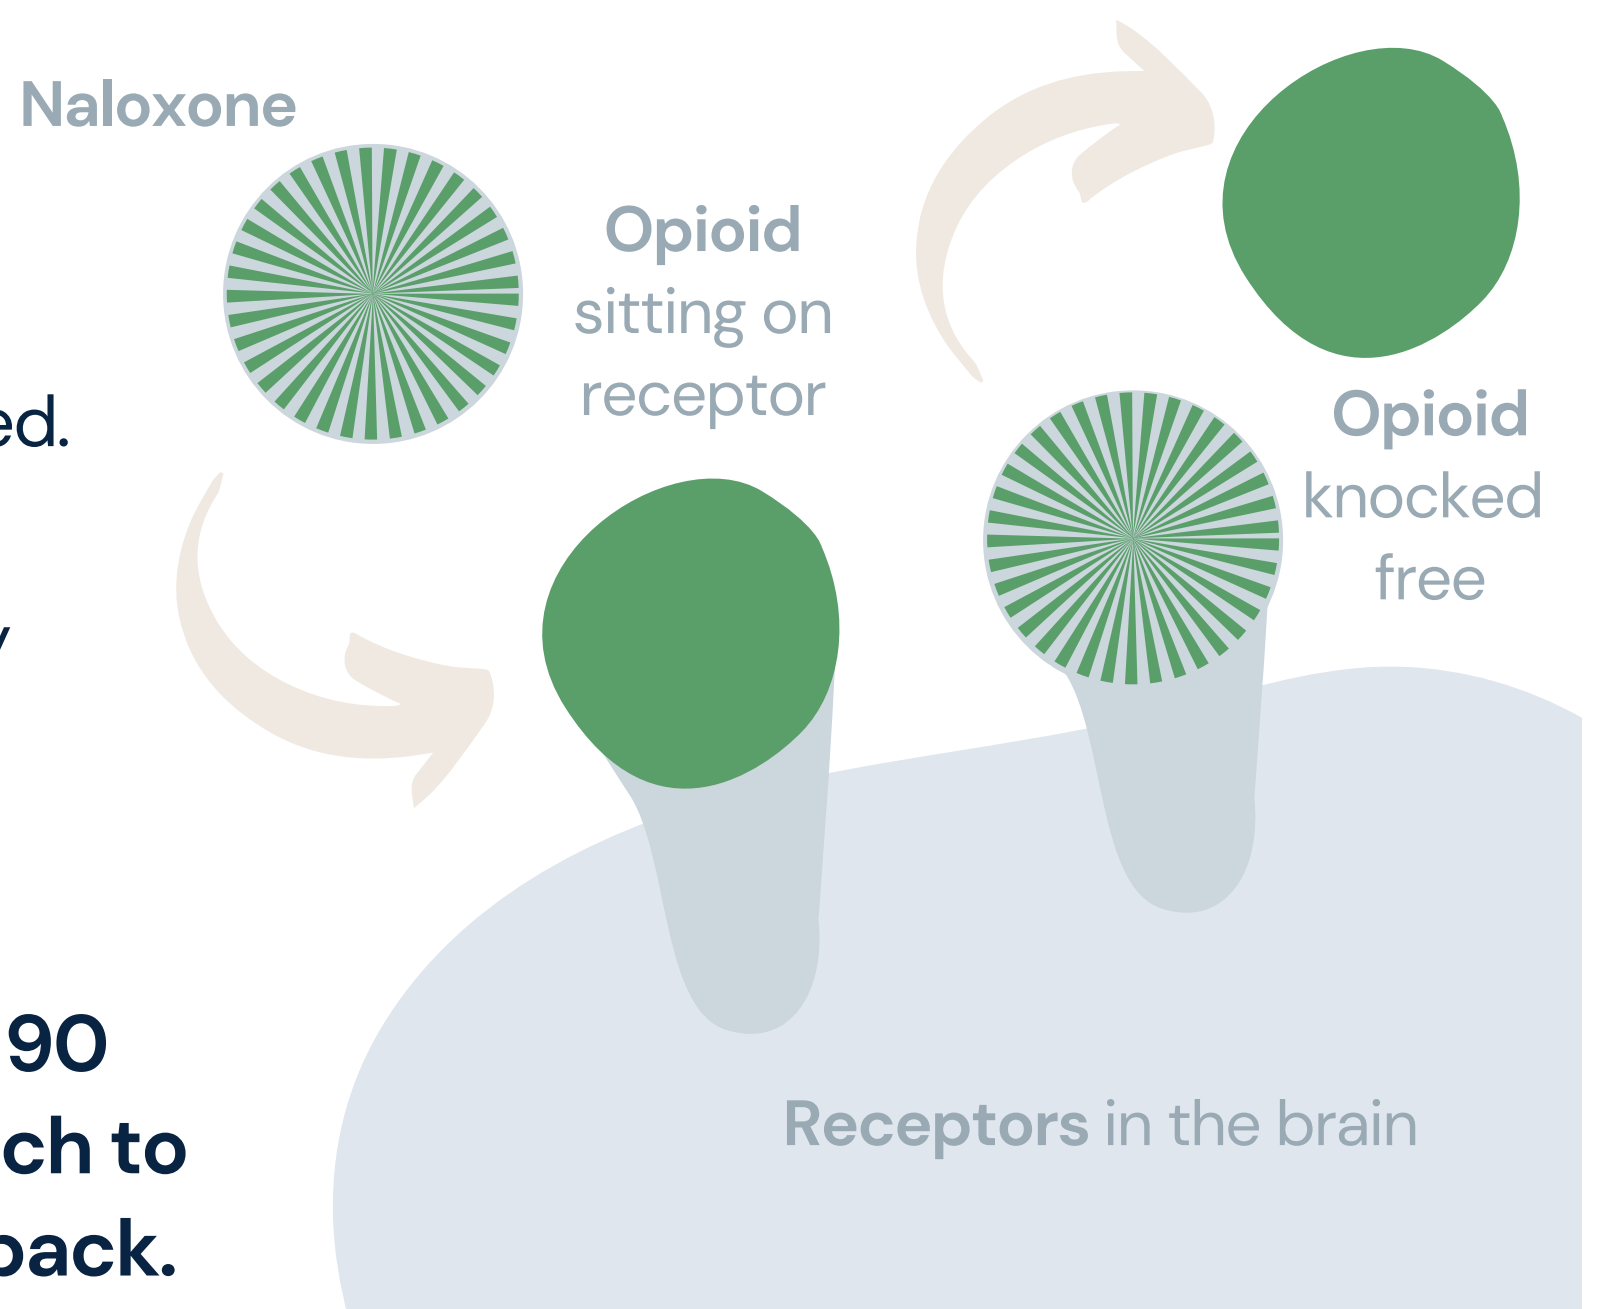 Naloxone
Opioid
sitting on
receptor
ed.
y
Opioid
knocked
free
90
ch to
back.
Receptors in the brain